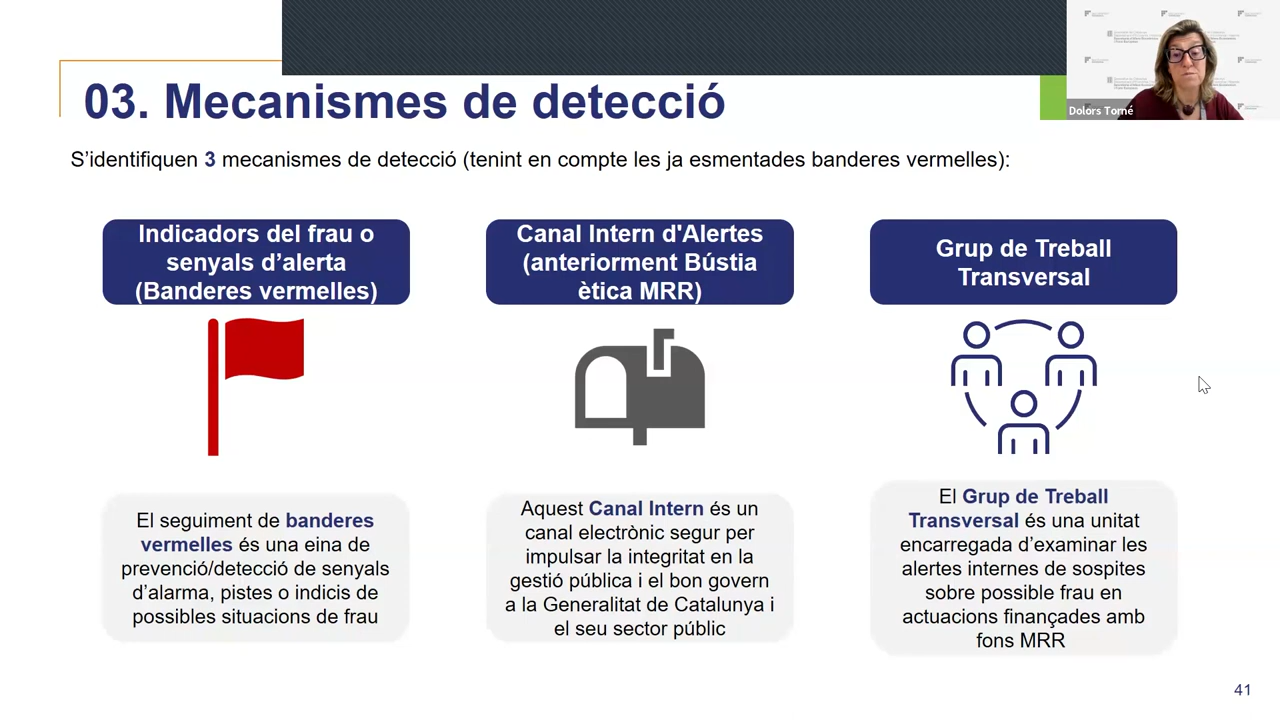 Dolors Tomé
03. Mecanismes de detecció
S’identifiquen 3 mecanismes de detecció (tenint en compte les ja esmentades banderes vermelles):
Indicadors del frau o
senyals d’alerta
(Banderes vermelles)
Canal Intern d'Alertes
(anteriorment Bústia
ètica MRR)
Grup de Treball
Transversal
El seguiment de banderes
vermelles és una eina de
prevenció/detecció de senyals
d’alarma, pistes o indicis de
possibles situacions de frau
Aquest Canal Intern és un
canal electrònic segur per
impulsar la integritat en la
gestió pública i el bon govern
a la Generalitat de Catalunya i
el seu sector públic
El Grup de Treball
Transversal és una unitat
encarregada d’examinar les
alertes internes de sospites
sobre possible frau en
actuacions finançades amb
fons MRR
41